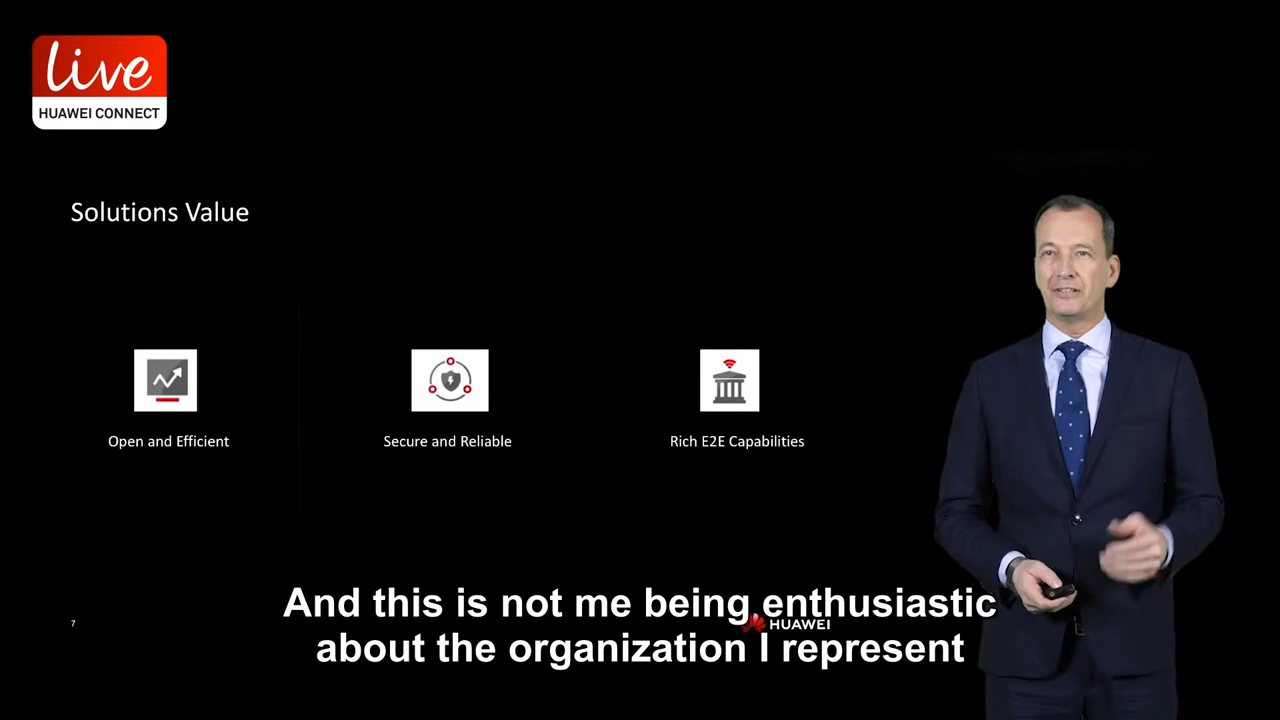 live
HUAWEI CONNECT
Solutions Value
Open and Efficient
Secure and Reliable
Rich E2E Capabilities
7
HUAWEI
And this is not me being enthusiastic
about the organization I represent